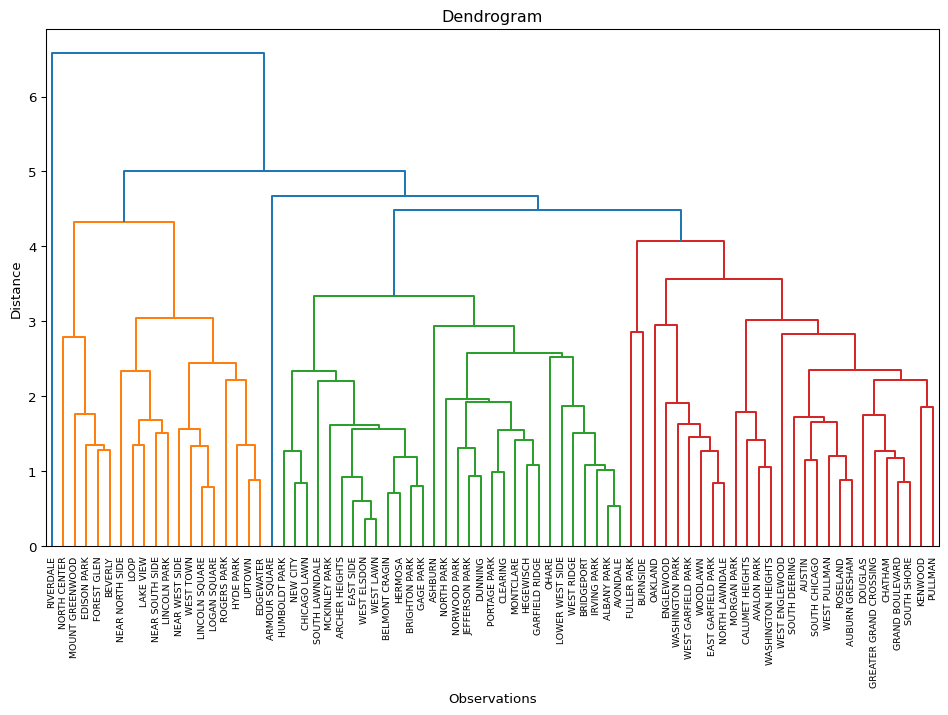 Dendrogram
Distance
6
5
4
3
2
1
0
RIVERDALE
NORTH CENTER
MOUNT GREENWOOD
EDISON PARK
FOREST GLEN
BEVERLY
NEAR NORTH SIDE
LOOP
LAKE VIEW
NEAR SOUTH SIDE
LINCOLN PARK
NEAR WEST SIDE
WEST TOWN
LINCOLN SQUARE
LOGAN SQUARE
ROGERS PARK
HYDE PARK
UPTOWN
EDGEWATER
ARMOUR SQUARE
HUMBOLDT PARK
NEW CITY
CHICAGO LAWN
SOUTH LAWNDALE
MCKINLEY PARK
ARCHER HEIGHTS
EAST SIDE
WEST ELSDON
WEST LAWN
BELMONT CRAGIN
HERMOSA
BRIGHTON PARK
GAGE PARK
ASHBURN
NORTH PARK
NORWOOD PARK
JEFFERSON PARK
DUNNING
PORTAGE PARK
CLEARING
MONTCLARE
HEGEWISCH
GARFIELD RIDGE
OHARE
LOWER WEST SIDE
WEST RIDGE
BRIDGEPORT
IRVING PARK
ALBANY PARK
AVONDALE
FULLER PARK
BURNSIDE
OAKLAND
ENGLEWOOD
WASHINGTON PARK
WEST GARFIELD PARK
WOODLAWN
EAST GARFIELD PARK
NORTH LAWNDALE
MORGAN PARK
CALUMET HEIGHTS
AVALON PARK
WASHINGTON HEIGHTS
WEST ENGLEWOOD
SOUTH DEERING
AUSTIN
SOUTH CHICAGO
WEST PULLMAN
ROSELAND
AUBURN GRESHAM
DOUGLAS
GREATER GRAND CROSSING
CHATHAM
GRAND BOULEVARD
SOUTH SHORE
KENWOOD
PULLMAN
Observations